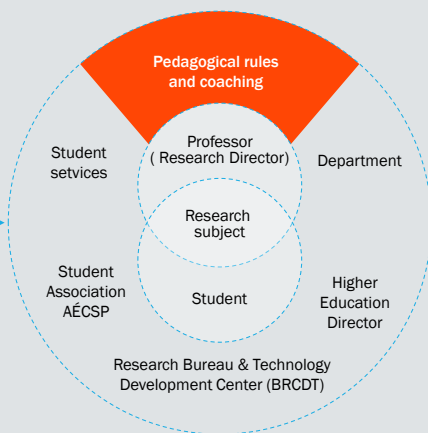 Pedagogical rules
and coaching
Professor
( Research Director)
Student
setvices
Department
Research
subject
Student
Association
AÉCSP
Student
Higher
Education
Director
Research Bureau & Technology
Development Center (BRCDT)